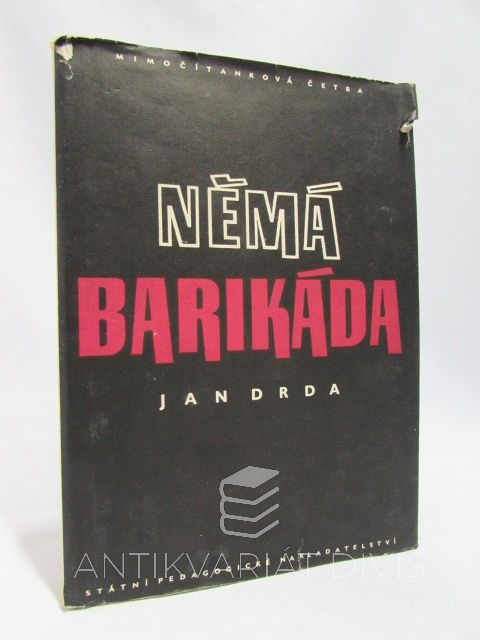 MIMOČÍTANKOVÁ ČETBA
NĚMÁ
BARIKÁDA
JAN DRDA
ANTIKVARIÁT DIVIŠ
STÁTNÍ PEDAGOGICKÉ NAKLADATELSTVÍ